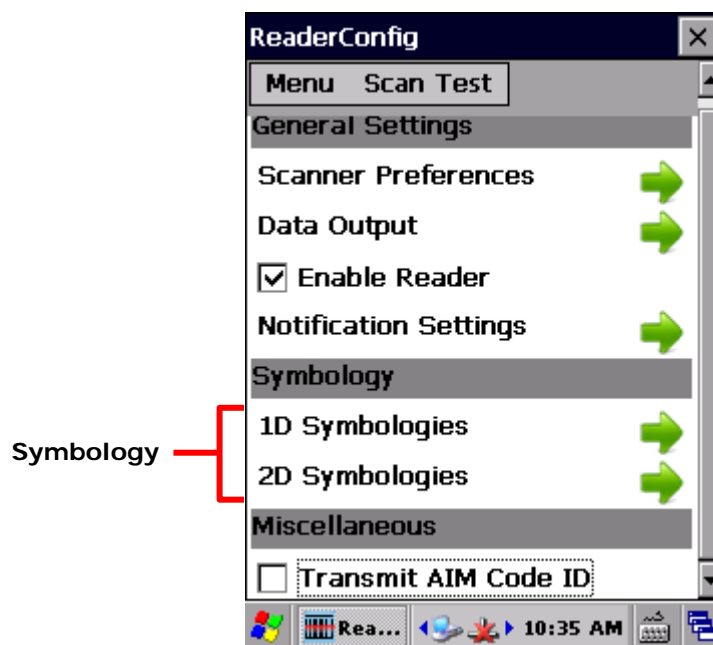 ReaderConfig
Menu Scan Test
General Settings
Scanner Preferences
Data Output
Enable Reader
Notification Settings
Symbology
1D Symbologies
Symbology
2D Symbologies
Miscellaneous
Transmit AIM Code ID
Rea... 10:35 AM